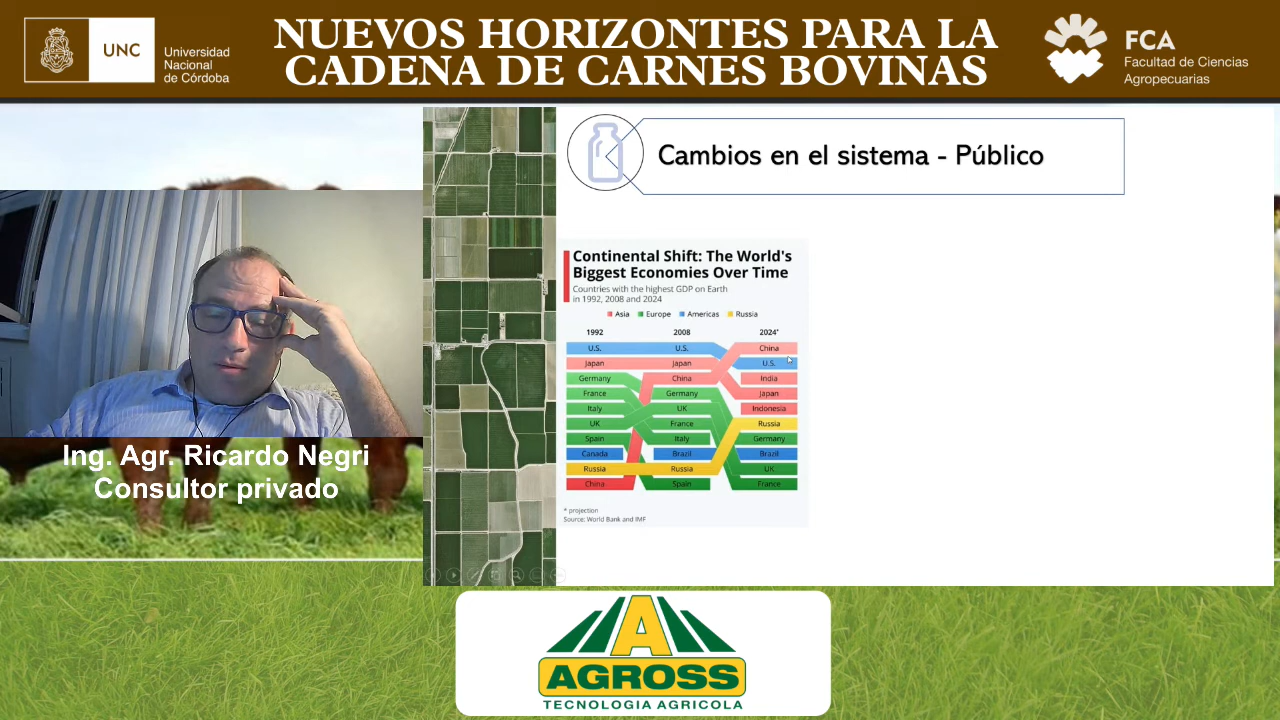 UNC
Universidad
Nacional
de Córdoba
NUEVOS HORIZONTES PARA LA
CADENA DE CARNES BOVINAS
FCA
Facultad de Ciencias
Agropecuarias
Cambios en el sistema - Público
Continental Shift: The World's
Biggest Economies Over Time
Countries with the highest GDP on Earth
in 1992, 2008 and 2024
Asia Europe Americas Russia
1992 2008 2024*
U.S. U.S. China
Japan Japan U.S.
Germany China India
France Germany Japan
Italy UK Indonesia
UK France Russia
Spain Italy Germany
Canada Brazil Brazil
Russia Russia UK
China Spain France
* projection
Source: World Bank and IMF
Ing. Agr. Ricardo Negri
Consultor privado
A
AGROSS
TECNOLOGIA AGRICOLA